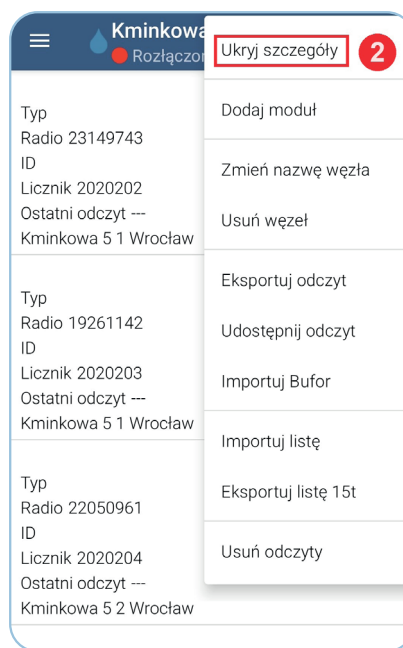 Kminkowa
Rozłączo
Typ
Radio 23149743
ID
Licznik 2020202
Ostatni odczyt ---
Kminkowa 5 1 Wrocław
Typ
Radio 19261142
ID
Licznik 2020203
Ostatni odczyt ---
Kminkowa 5 1 Wrocław
Typ
Radio 22050961
ID
Licznik 2020204
Ostatni odczyt ---
Kminkowa 5 2 Wrocław
Ukryj szczegóły 2
Dodaj moduł
Zmień nazwę węzła
Usuń węzeł
Eksportuj odczyt
Udostępnij odczyt
Importuj Bufor
Importuj listę
Eksportuj listę 15t
Usuń odczyty